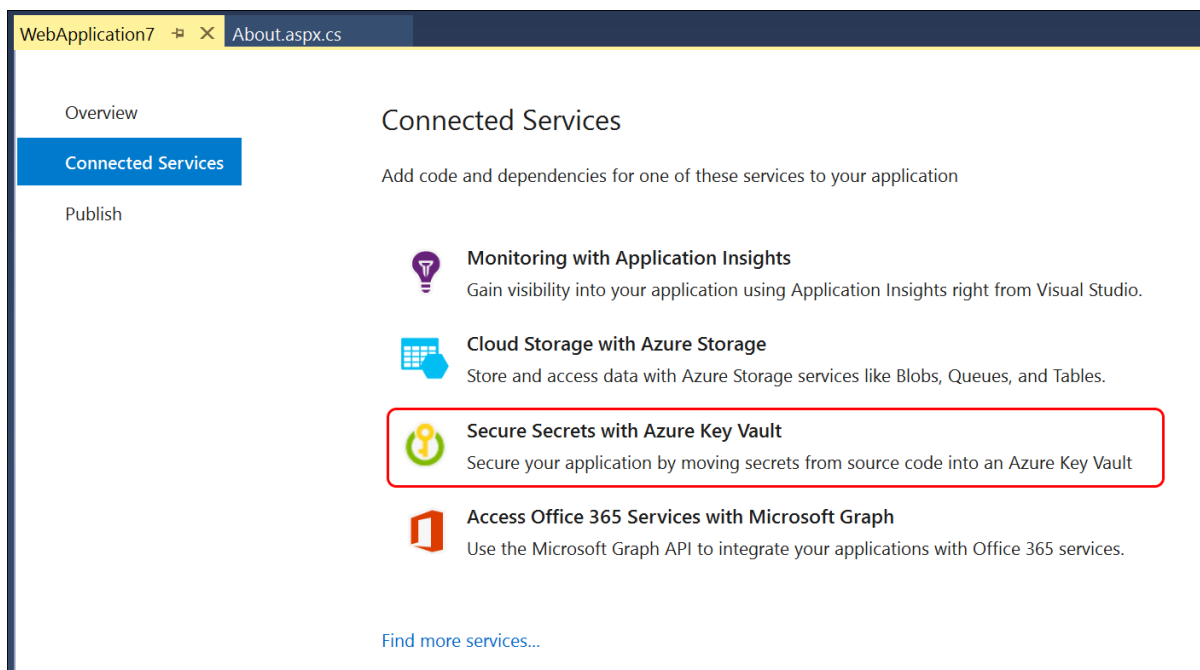 WebApplication7
About.aspx.cs
Overview
Connected Services
Publish
Connected Services
Add code and dependencies for one of these services to your application
Monitoring with Application Insights
Gain visibility into your application using Application Insights right from Visual Studio.
Cloud Storage with Azure Storage
Store and access data with Azure Storage services like Blobs, Queues, and Tables.
Secure Secrets with Azure Key Vault
Secure your application by moving secrets from source code into an Azure Key Vault
Access Office 365 Services with Microsoft Graph
Use the Microsoft Graph API to integrate your applications with Office 365 services.
Find more services...